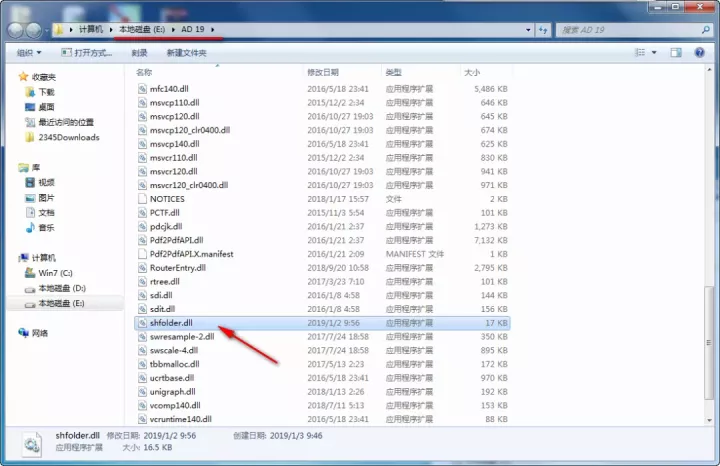 计算机 ▸ 本地磁盘 (E:) ▸ AD 19 ▸
搜索 AD 19
组织 ▾ 打开方式... 刻录 新建文件夹
收藏夹
下载
桌面
最近访问的位置
2345Downloads
库
视频
图片
文档
音乐
计算机
Win7 (C:)
本地磁盘 (D:)
本地磁盘 (E:)
网络
名称 修改日期 类型 大小
mfc140.dll 2016/5/18 23:41 应用程序扩展 5,486 KB
msvcp110.dll 2015/12/2 2:34 应用程序扩展 646 KB
msvcp120.dll 2016/10/27 19:03 应用程序扩展 645 KB
msvcp120_clr0400.dll 2016/10/27 19:03 应用程序扩展 674 KB
msvcp140.dll 2016/5/18 23:41 应用程序扩展 625 KB
msvcr110.dll 2015/12/2 2:34 应用程序扩展 830 KB
msvcr120.dll 2016/10/27 19:03 应用程序扩展 941 KB
msvcr120_clr0400.dll 2016/10/27 19:03 应用程序扩展 971 KB
NOTICES 2018/1/17 15:57 文件 2 KB
PCTF.dll 2015/11/3 5:54 应用程序扩展 101 KB
pdcjk.dll 2016/1/21 2:37 应用程序扩展 1,273 KB
Pdf2PdfAPI.dll 2016/1/21 2:37 应用程序扩展 7,132 KB
Pdf2PdfAPI.X.manifest 2016/1/21 2:09 MANIFEST 文件 1 KB
RouterEntry.dll 2018/9/20 10:58 应用程序扩展 2,795 KB
rtree.dll 2017/3/23 7:10 应用程序扩展 101 KB
sdi.dll 2016/1/8 4:58 应用程序扩展 144 KB
sdit.dll 2016/1/8 4:58 应用程序扩展 156 KB
shfolder.dll 2019/1/2 9:56 应用程序扩展 17 KB
swresample-2.dll 2017/7/24 18:58 应用程序扩展 350 KB
swscale-4.dll 2017/7/24 18:58 应用程序扩展 895 KB
tbbmalloc.dll 2017/5/13 2:23 应用程序扩展 172 KB
ucrtbase.dll 2016/5/18 23:41 应用程序扩展 970 KB
unigraph.dll 2018/1/13 2:26 应用程序扩展 192 KB
vcomp140.dll 2018/7/11 5:13 应用程序扩展 153 KB
vcruntime140.dll 2016/5/18 23:41 应用程序扩展 88 KB
shfolder.dll 修改日期: 2019/1/2 9:56 创建日期: 2019/1/3 9:46
应用程序扩展 大小: 16.5 KB